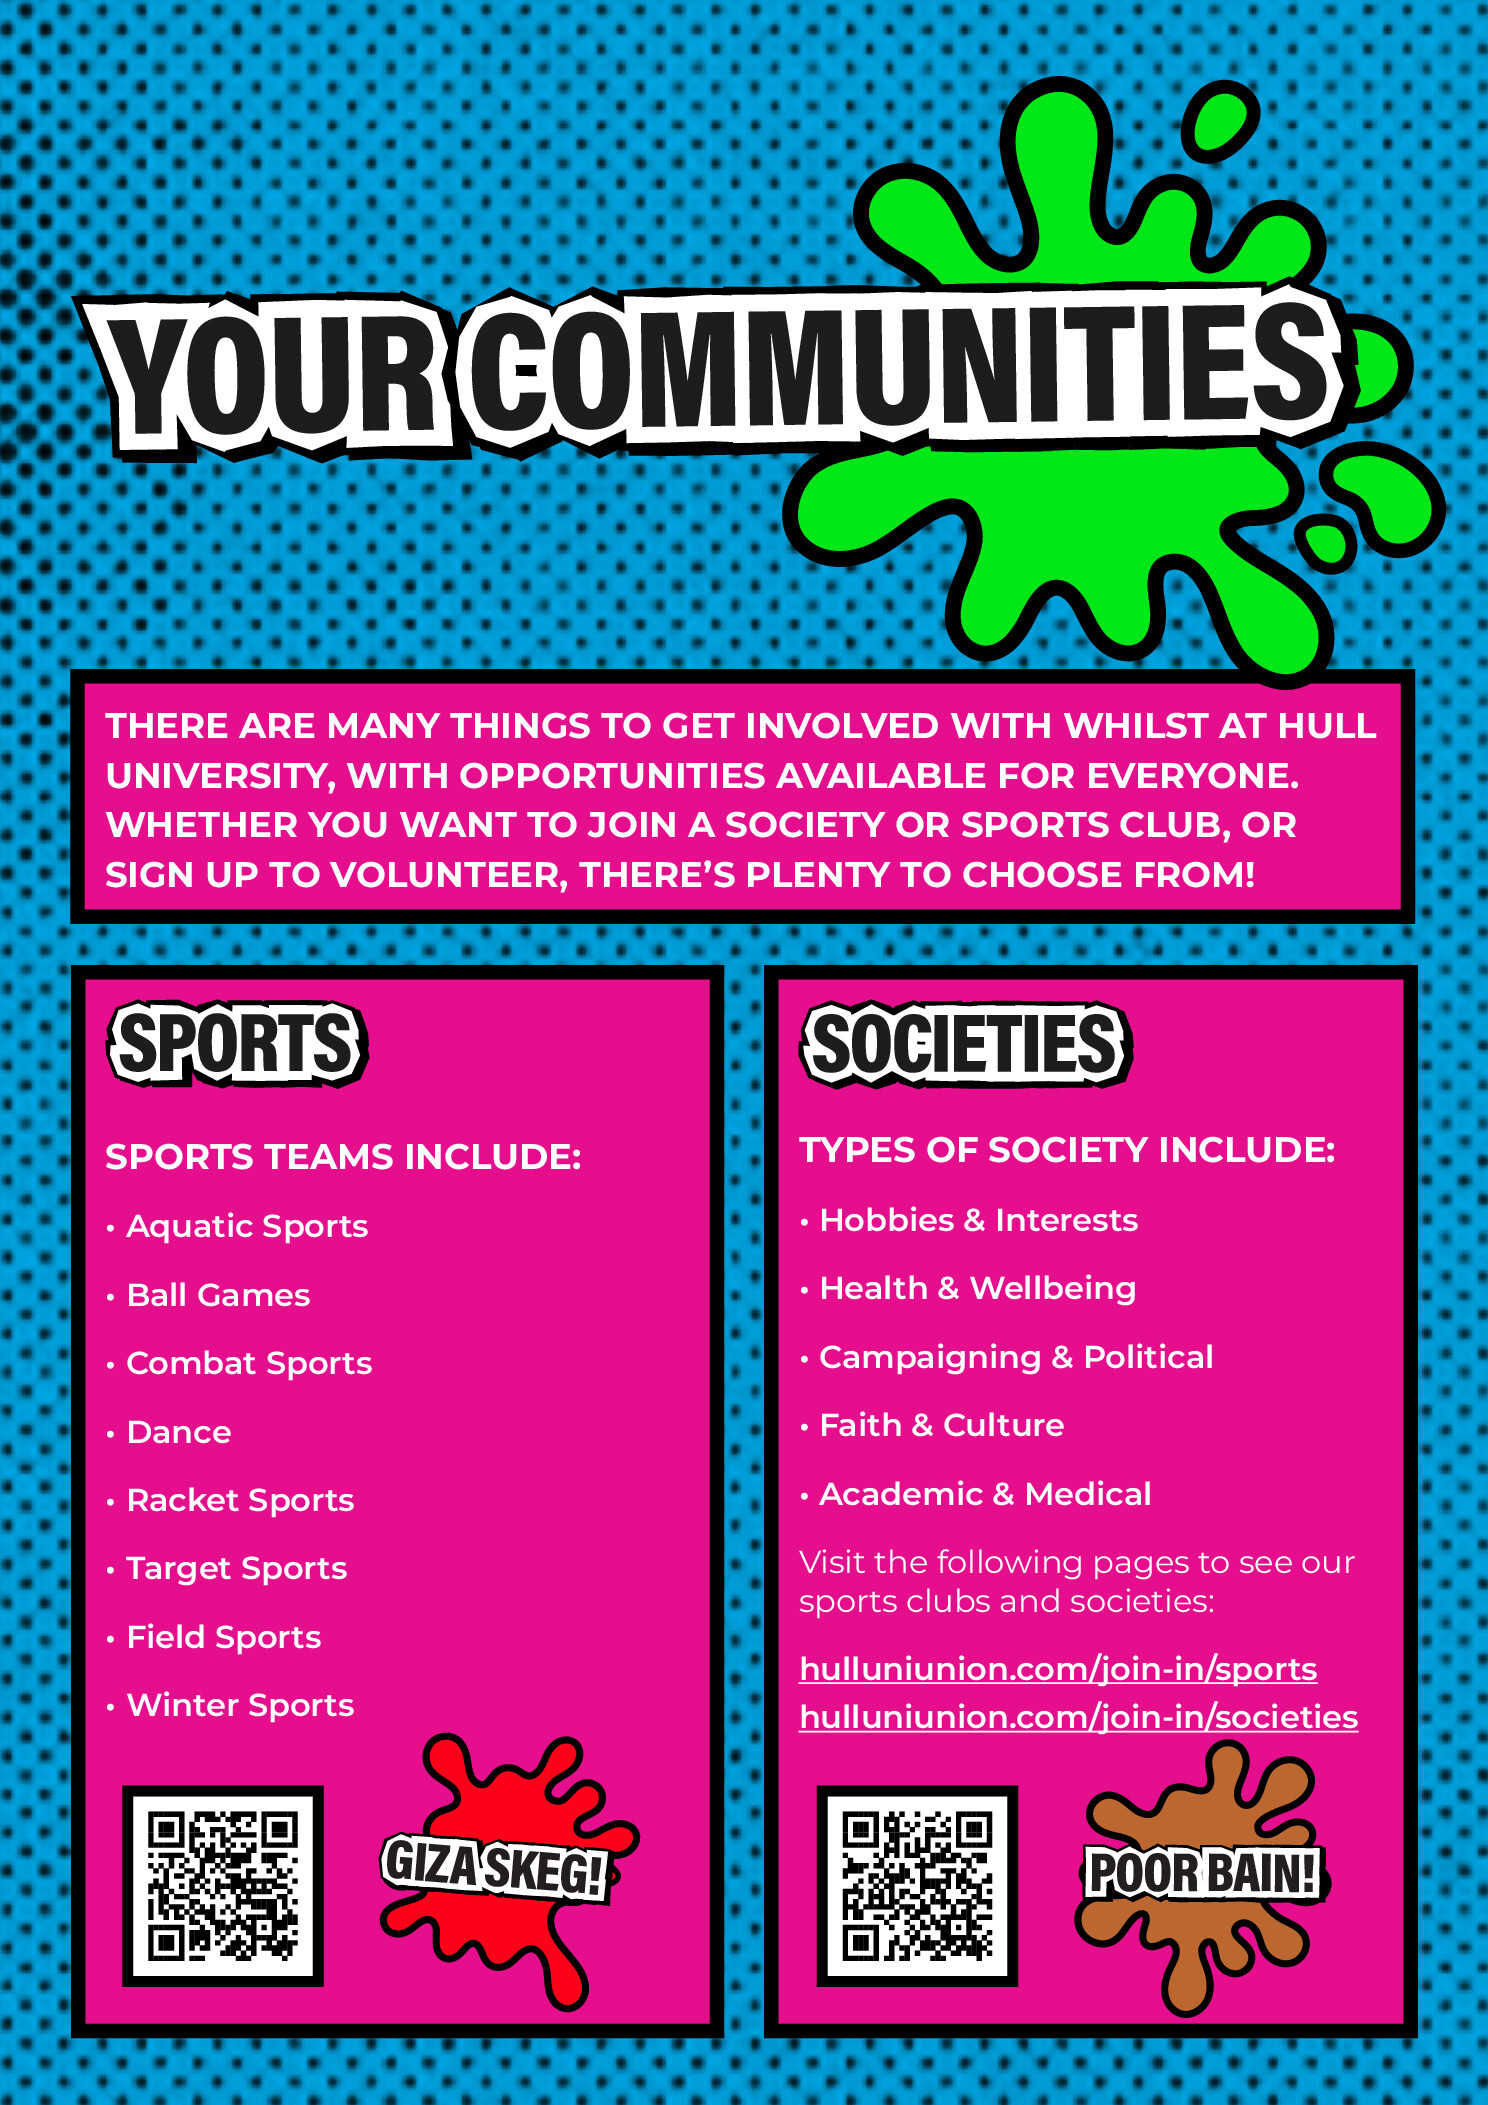 YOUR COMMUNITIES
THERE ARE MANY THINGS TO GET INVOLVED WITH WHILST AT HULL
UNIVERSITY, WITH OPPORTUNITIES AVAILABLE FOR EVERYONE.
WHETHER YOU WANT TO JOIN A SOCIETY OR SPORTS CLUB, OR
SIGN UP TO VOLUNTEER, THERE’S PLENTY TO CHOOSE FROM!
SPORTS
SPORTS TEAMS INCLUDE:
• Aquatic Sports
• Ball Games
• Combat Sports
• Dance
• Racket Sports
• Target Sports
• Field Sports
• Winter Sports
GIZA SKEG!
SOCIETIES
TYPES OF SOCIETY INCLUDE:
• Hobbies & Interests
• Health & Wellbeing
• Campaigning & Political
• Faith & Culture
• Academic & Medical
Visit the following pages to see our
sports clubs and societies:
hulluniunion.com/join-in/sports
hulluniunion.com/join-in/societies
POOR BAIN!